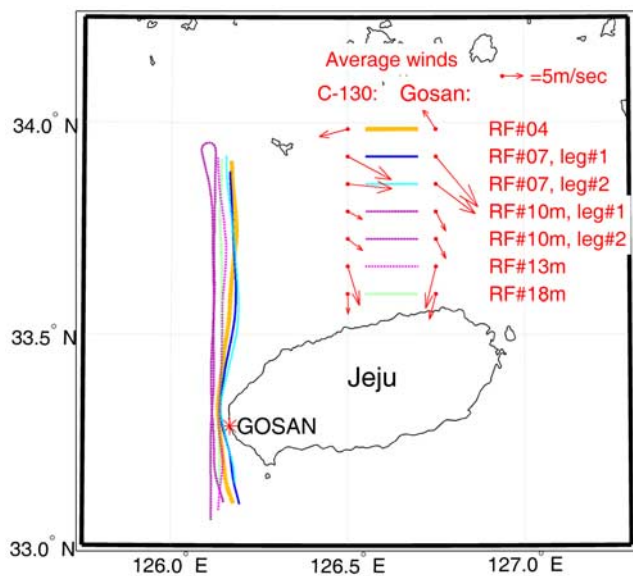 Average winds
=5m/sec
C-130: Gosan:
34.0° N
RF#04
RF#07, leg#1
RF#07, leg#2
RF#10m, leg#1
RF#10m, leg#2
RF#13m
RF#18m
33.5° N
Jeju
GOSAN
33.0° N
126.0° E 126.5° E 127.0° E